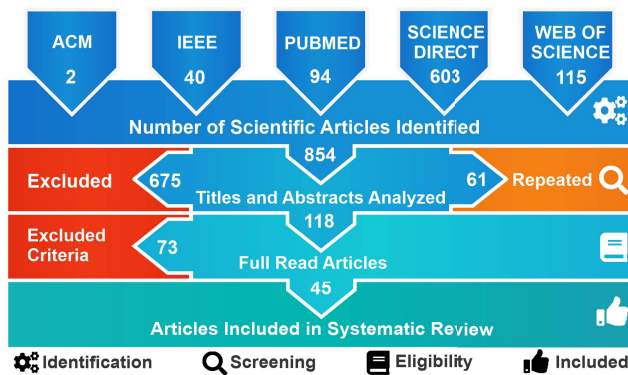 ACM
2
IEEE
40
PUBMED
94
SCIENCE
DIRECT
603
WEB OF
SCIENCE
115
Number of Scientific Articles Identified
854
Excluded
675
Titles and Abstracts Analyzed
61
Repeated
118
Excluded
Criteria
73
Full Read Articles
45
Articles Included in Systematic Review
Identification
Screening
Eligibility
Included